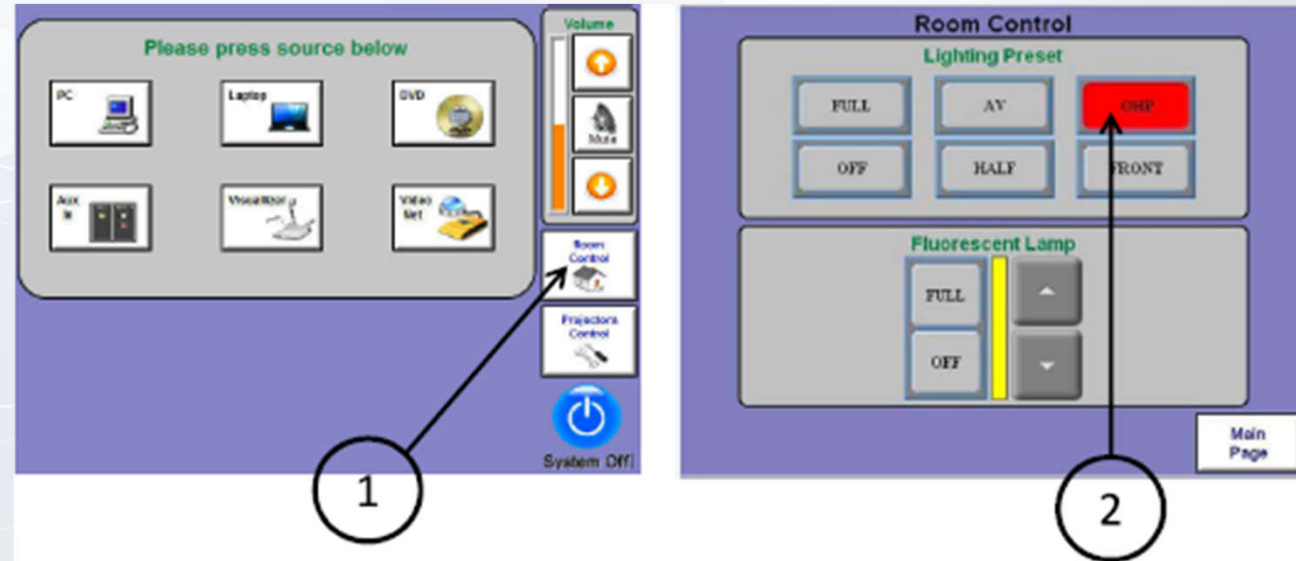 Please press source below
PC
Laptop
DVD
Aux
In
Visualizer
Video
Net
Volume
Mute
Room
Control
Projectors
Control
System Off
1
Room Control
Lighting Preset
FULL
AV
OHP
OFF
HALF
FRONT
Fluorescent Lamp
FULL
OFF
Main
Page
2